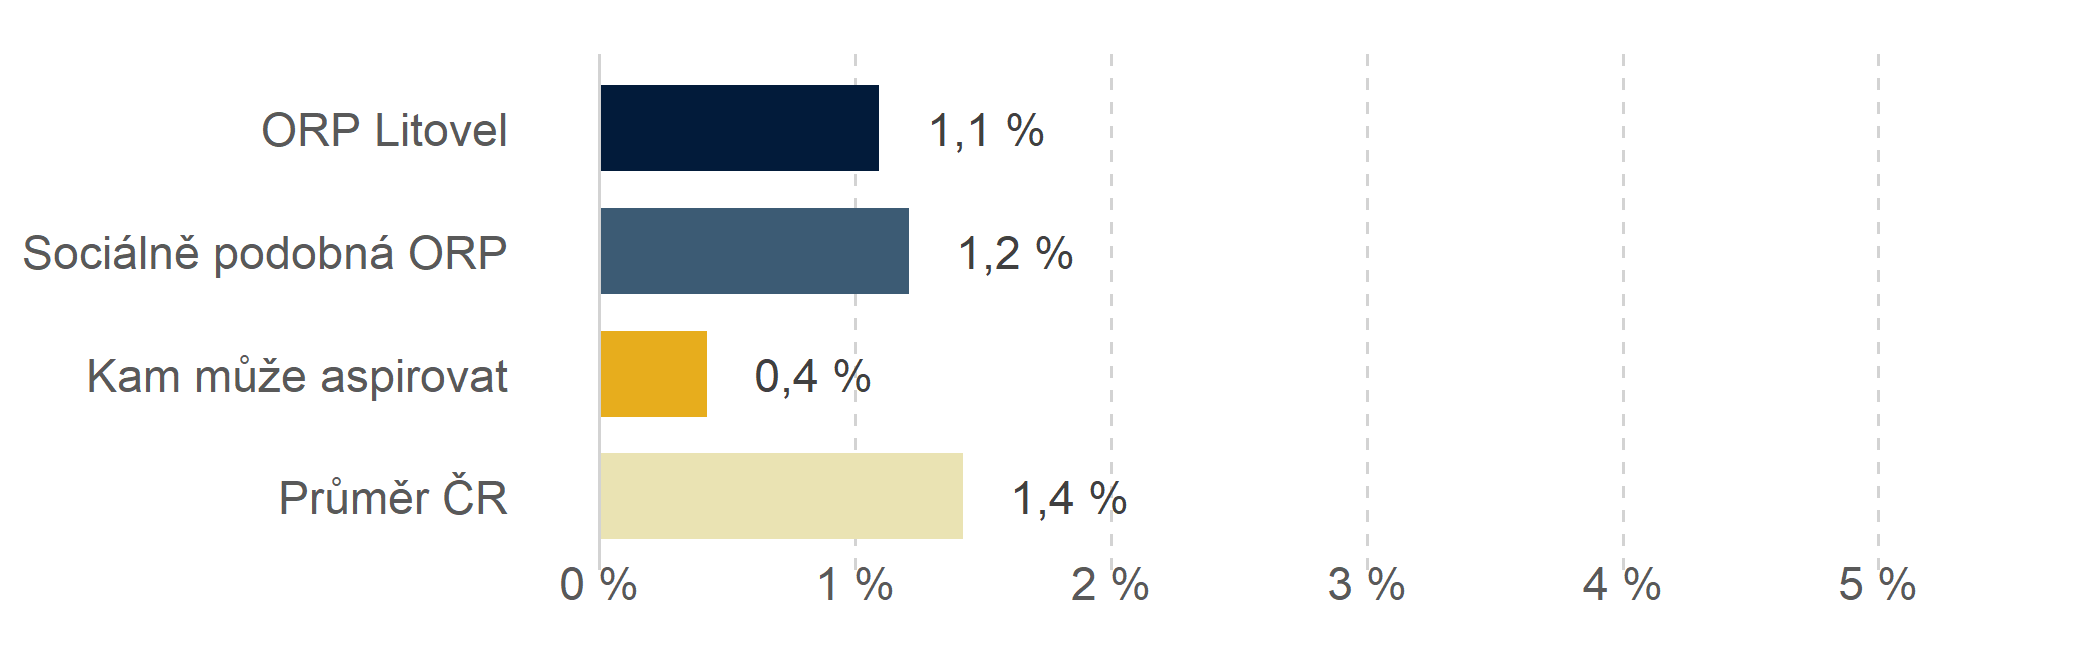 ORP Litovel 1,1 %
Sociálně podobná ORP 1,2 %
Kam může aspirovat 0,4 %
Průměr ČR 1,4 %
0 % 1 % 2 % 3 % 4 % 5 %